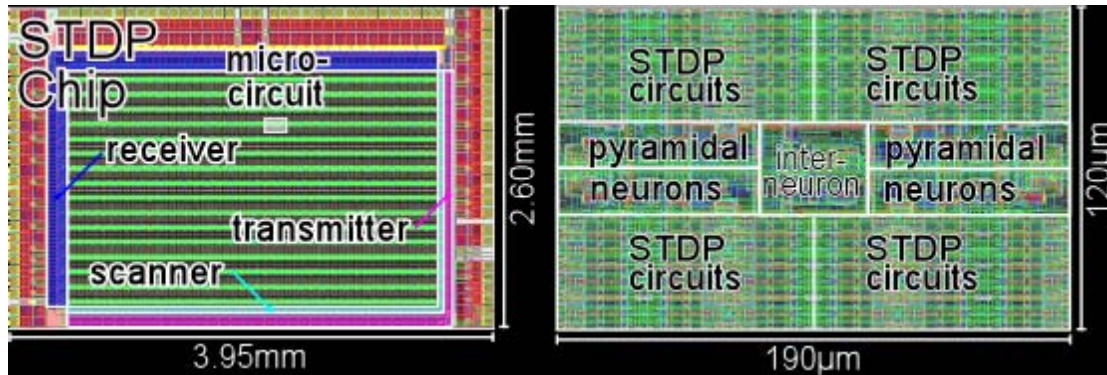 STDP
Chip
micro-
circuit
receiver
transmitter
scanner
2.60mm
3.95mm
STDP
circuits
STDP
circuits
pyramidal
neurons
inter-
neuron
pyramidal
neurons
STDP
circuits
STDP
circuits
120µm
190µm